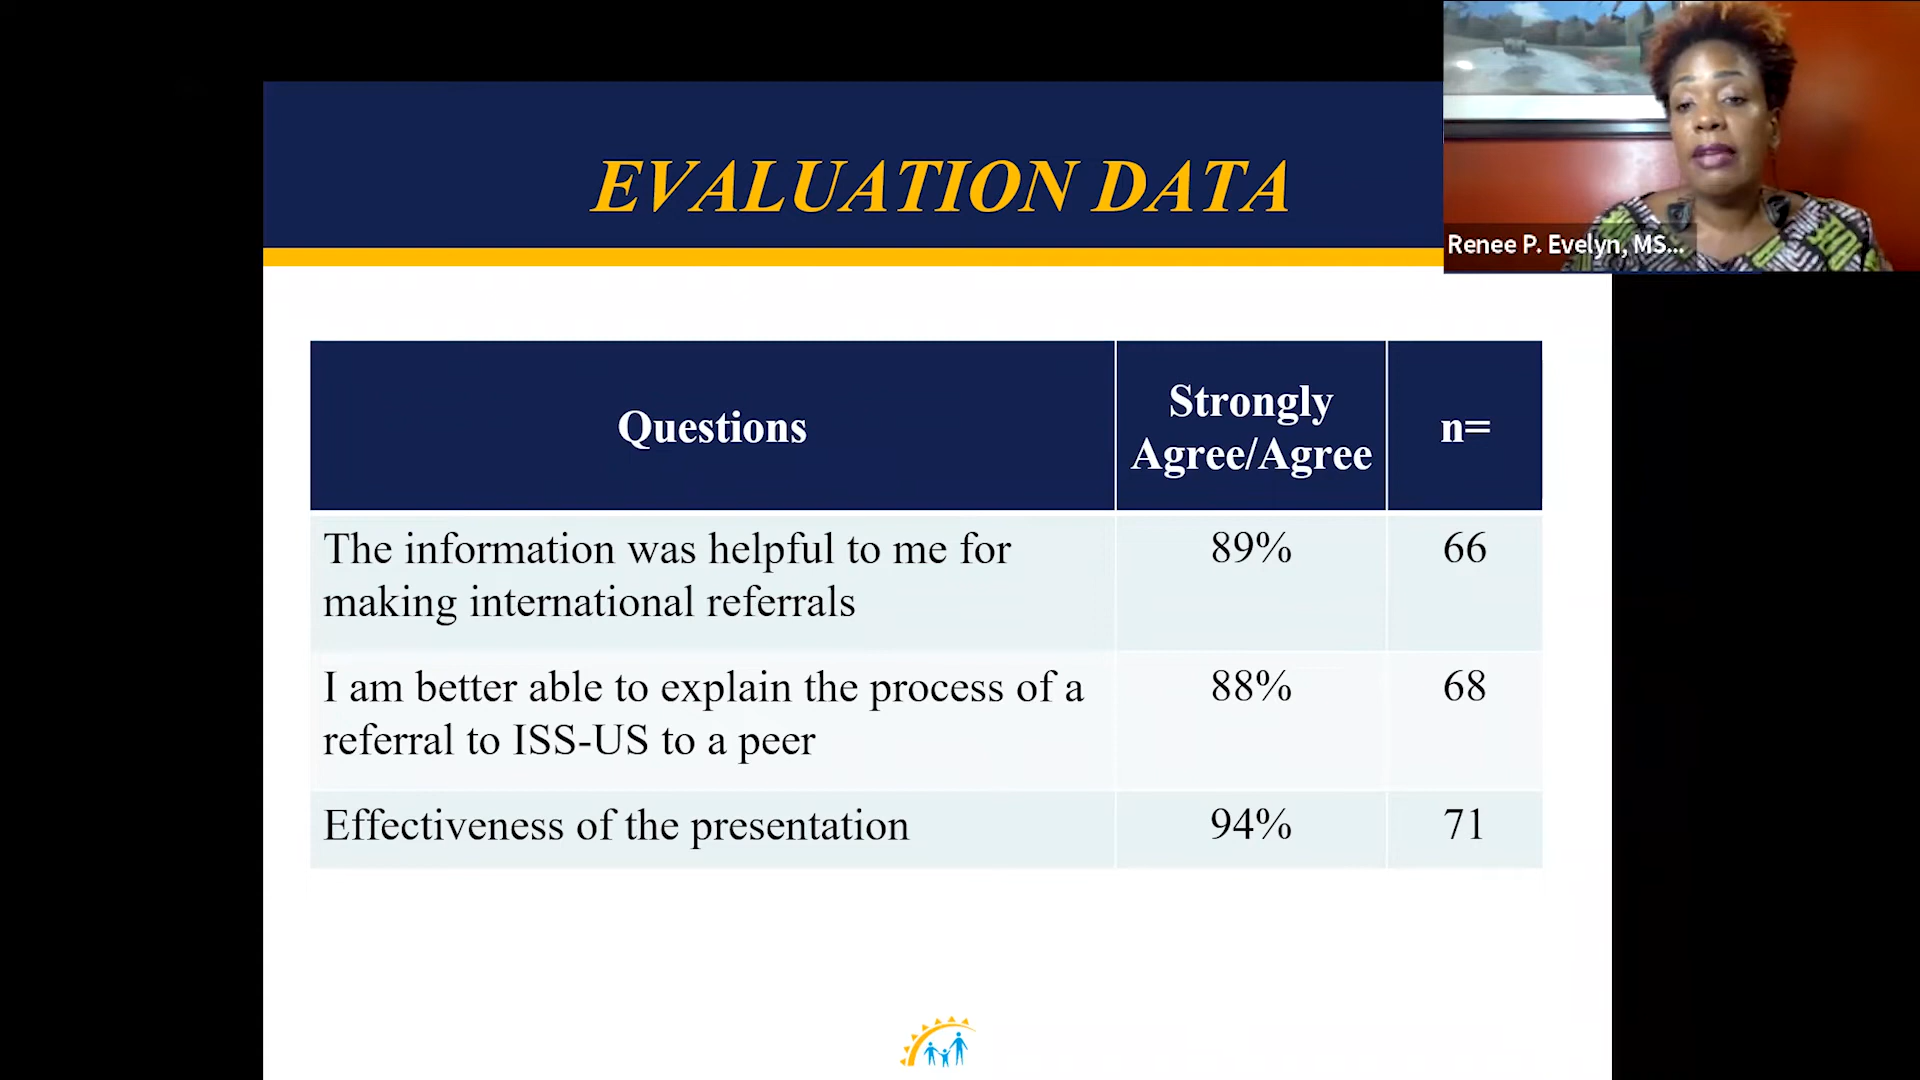 EVALUATION DATA
Renee P. Evelyn, MS...
Questions
Strongly
Agree/Agree
n=
The information was helpful to me for
making international referrals
89%
66
I am better able to explain the process of a
referral to ISS-US to a peer
88%
68
Effectiveness of the presentation
94%
71